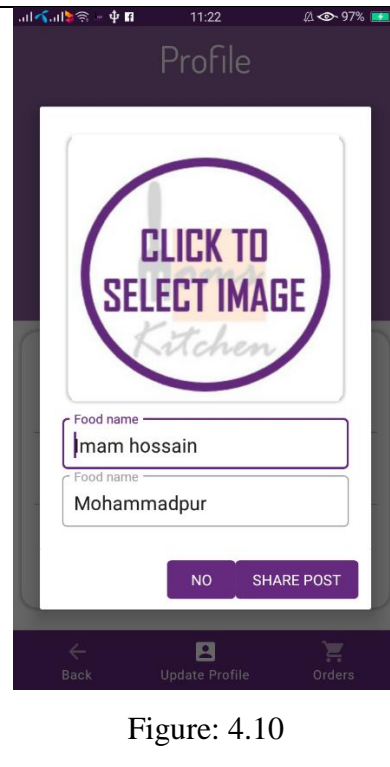 11:22 97%
Profile
CLICK TO
SELECT IMAGE
Moms
Kitchen
Food name
Imam hossain
Food name
Mohammadpur
NO SHARE POST
Back Update Profile Orders
Figure: 4.10